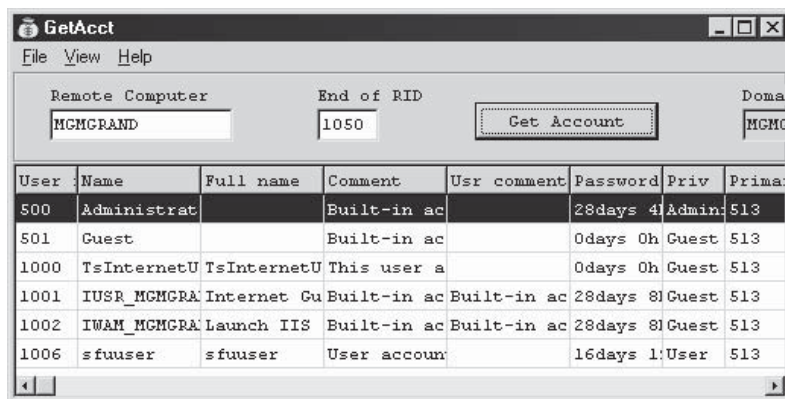 GetAcct
File View Help
Remote Computer End of RID Doma
MGMGRAND 1050 Get Account MGMG
User Name Full name Comment Usr comment Password Priv Prima
500 Administrat Built-in ac 28days 4 Admin 513
501 Guest Built-in ac 0days 0h Guest 513
1000 TsInternetU TsInternetU This user a 0days 0h Guest 513
1001 IUSR_MGMGRA Internet Gu Built-in ac Built-in ac 28days 8 Guest 513
1002 IWAM_MGMGRA Launch IIS Built-in ac Built-in ac 28days 8 Guest 513
1006 sfuuser sfuuser User accoun 16days 1 User 513